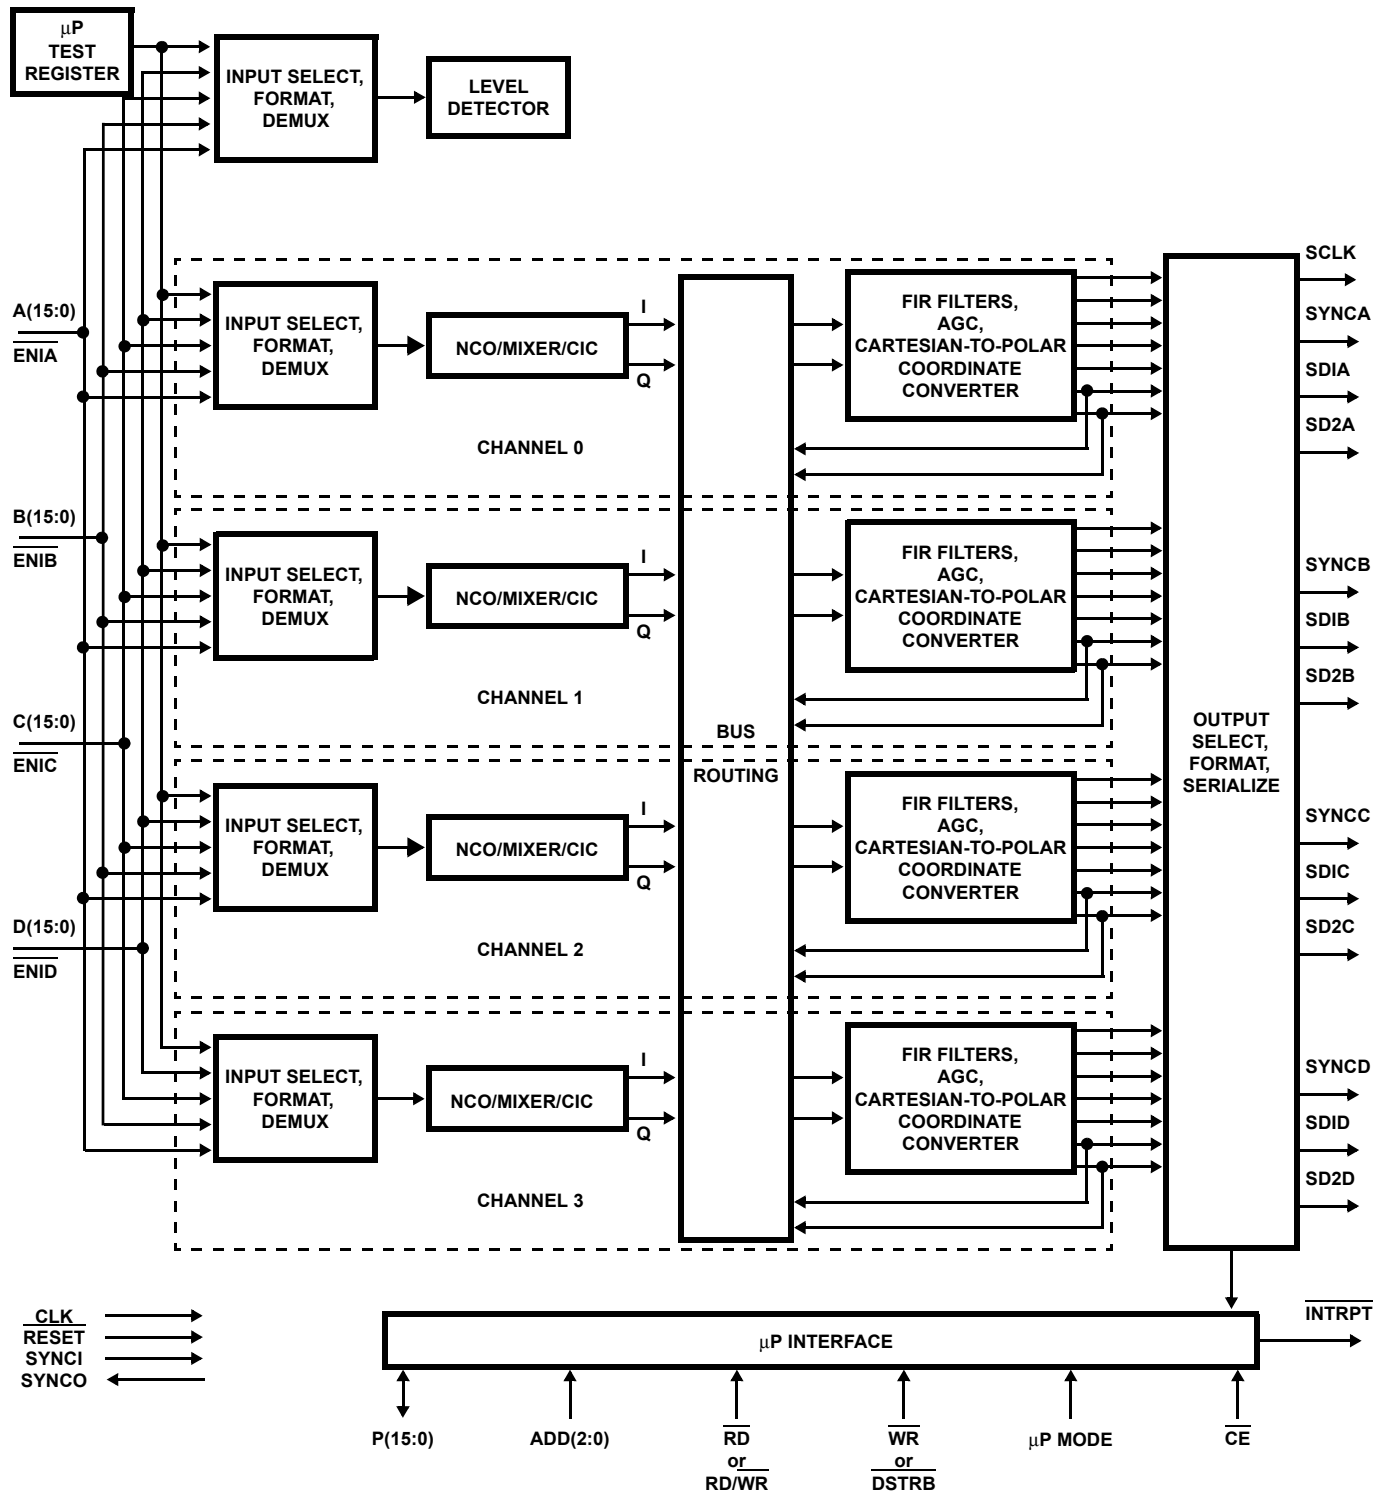 μP
TEST
REGISTER
INPUT SELECT,
FORMAT,
DEMUX
LEVEL
DETECTOR
A(15:0)
ENIA
B(15:0)
ENIB
C(15:0)
ENIC
D(15:0)
ENID
INPUT SELECT,
FORMAT,
DEMUX
NCO/MIXER/CIC
I
Q
FIR FILTERS,
AGC,
CARTESIAN-TO-POLAR
COORDINATE
CONVERTER
CHANNEL 0
INPUT SELECT,
FORMAT,
DEMUX
NCO/MIXER/CIC
I
Q
FIR FILTERS,
AGC,
CARTESIAN-TO-POLAR
COORDINATE
CONVERTER
CHANNEL 1
BUS
ROUTING
INPUT SELECT,
FORMAT,
DEMUX
NCO/MIXER/CIC
I
Q
FIR FILTERS,
AGC,
CARTESIAN-TO-POLAR
COORDINATE
CONVERTER
CHANNEL 2
INPUT SELECT,
FORMAT,
DEMUX
NCO/MIXER/CIC
I
Q
FIR FILTERS,
AGC,
CARTESIAN-TO-POLAR
COORDINATE
CONVERTER
CHANNEL 3
OUTPUT
SELECT,
FORMAT,
SERIALIZE
SCLK
SYNCA
SDIA
SD2A
SYNCB
SDIB
SD2B
SYNCC
SDIC
SD2C
SYNCD
SDID
SD2D
CLK
RESET
SYNCI
SYNCO
μP INTERFACE
INTRPT
P(15:0)
ADD(2:0)
RD
or
RD/WR
WR
or
DSTRB
μP MODE
CE